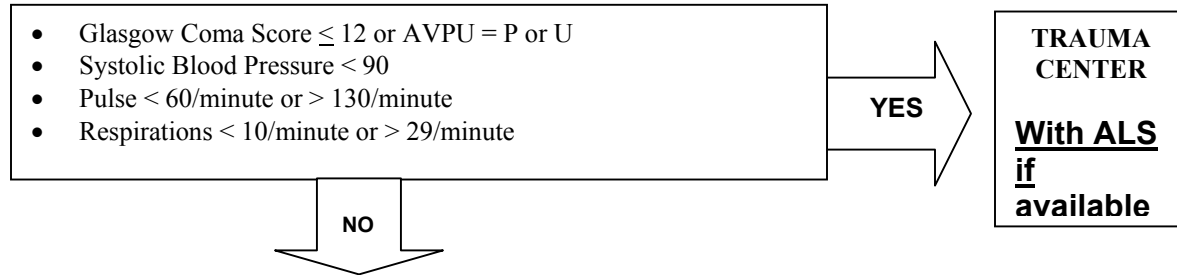 • Glasgow Coma Score ≤ 12 or AVPU = P or U
• Systolic Blood Pressure < 90
• Pulse < 60/minute or > 130/minute
• Respirations < 10/minute or > 29/minute
YES
TRAUMA
CENTER
With ALS
if
available
NO